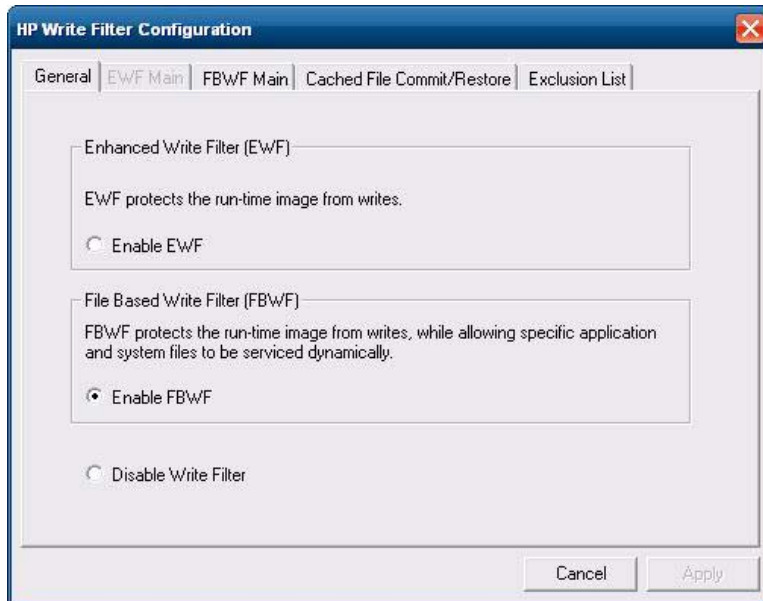 HP Write Filter Configuration
General EWF Main FBWF Main Cached File Commit/Restore Exclusion List
Enhanced Write Filter (EWF)
EWF protects the run-time image from writes.
Enable EWF
File Based Write Filter (FBWF)
FBWF protects the run-time image from writes, while allowing specific application
and system files to be serviced dynamically.
Enable FBWF
Disable Write Filter
Cancel Apply